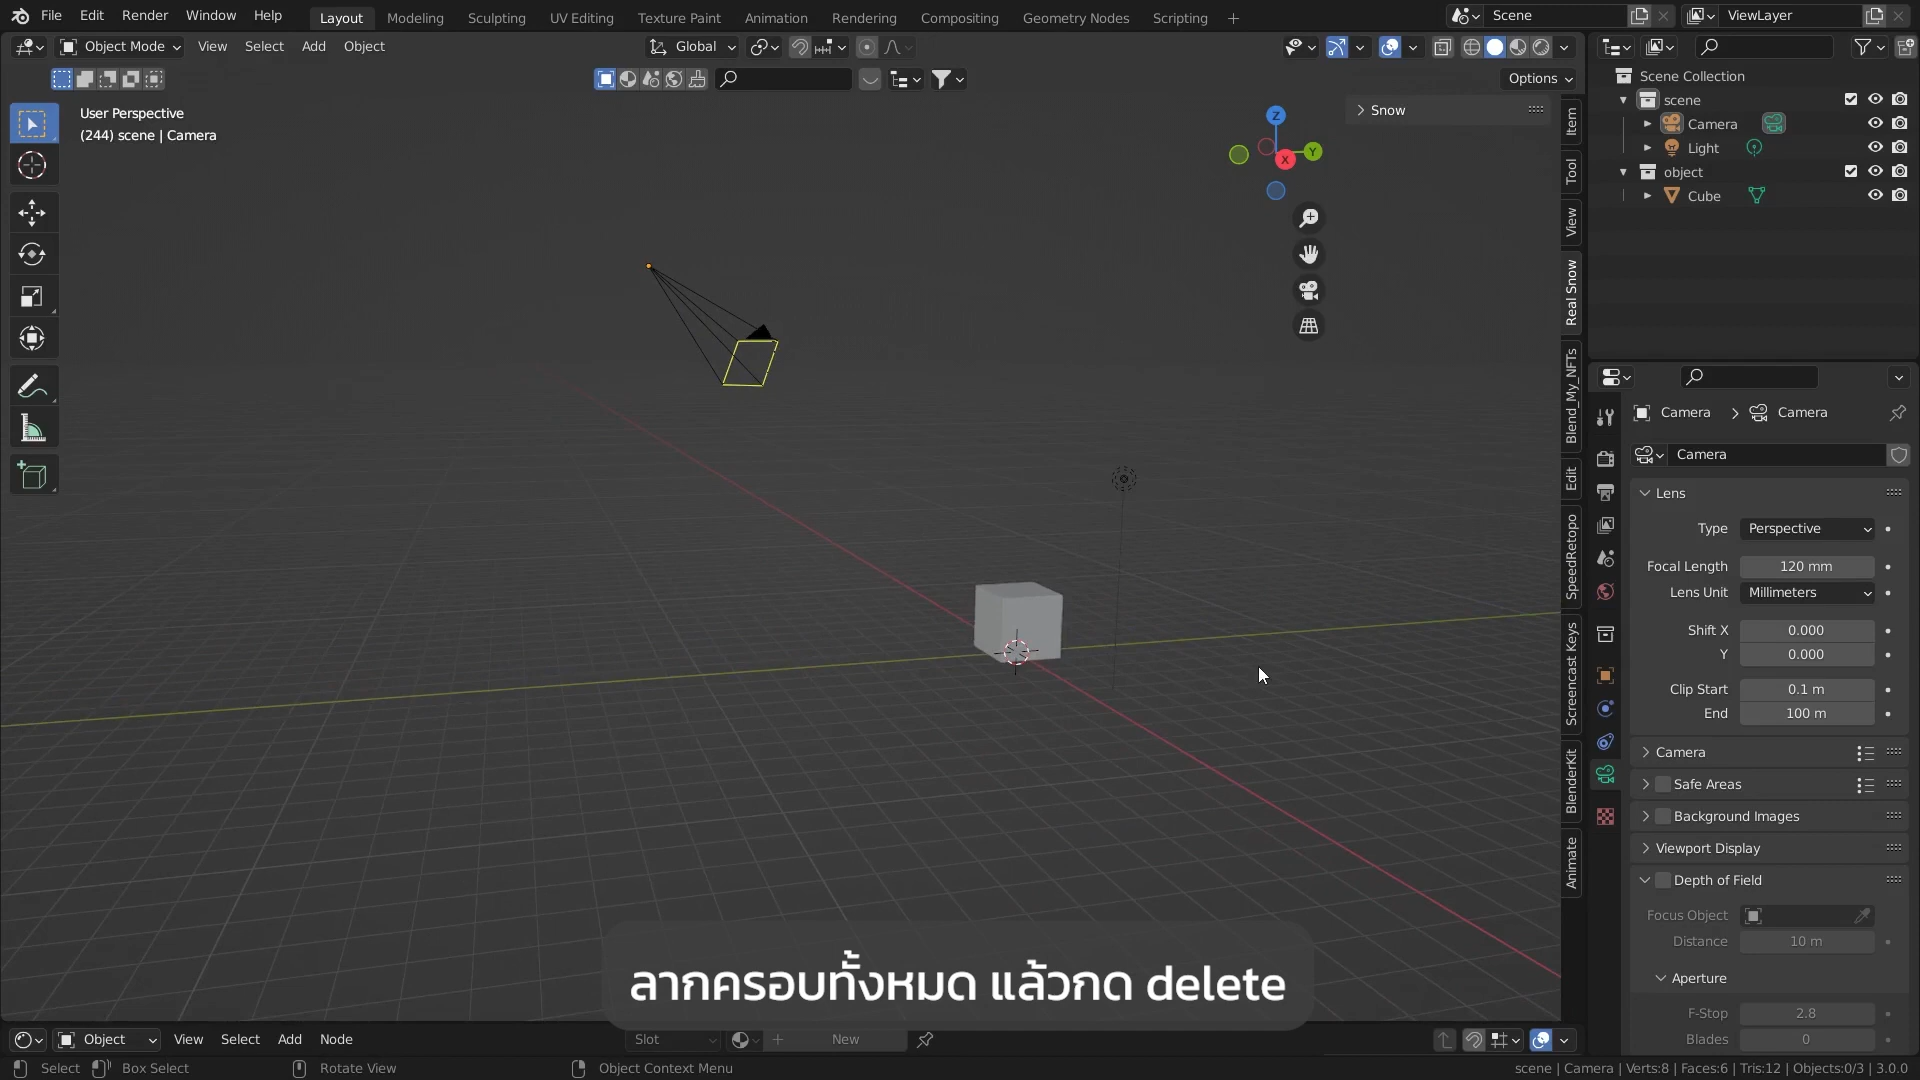 File Edit Render Window Help Layout Modeling Sculpting UV Editing Texture Paint Animation Rendering Compositing Geometry Nodes Scripting + Scene ViewLayer
Object Mode View Select Add Object Global
Options
User Perspective
(244) scene | Camera
Snow
Z
Y
X
Item
Tool
View
Real Snow
Blend_My_NFTs
Edit
SpeedRetopo
Screencast Keys
BlenderKit
Animate
Scene Collection
scene
Camera
Light
object
Cube
Camera > Camera
Camera
Lens
Type Perspective
Focal Length 120 mm
Lens Unit Millimeters
Shift X 0.000
Y 0.000
Clip Start 0.1 m
End 100 m
Camera
Safe Areas
Background Images
Viewport Display
Depth of Field
Focus Object
Distance 10 m
Aperture
F-Stop 2.8
Blades 0
ลากครอบทั้งหมด แล้วกด delete
Object View Select Add Node Slot + New
Select Box Select Rotate View Object Context Menu scene | Camera | Verts:8 | Faces:6 | Tris:12 | Objects:0/3 | 3.0.0